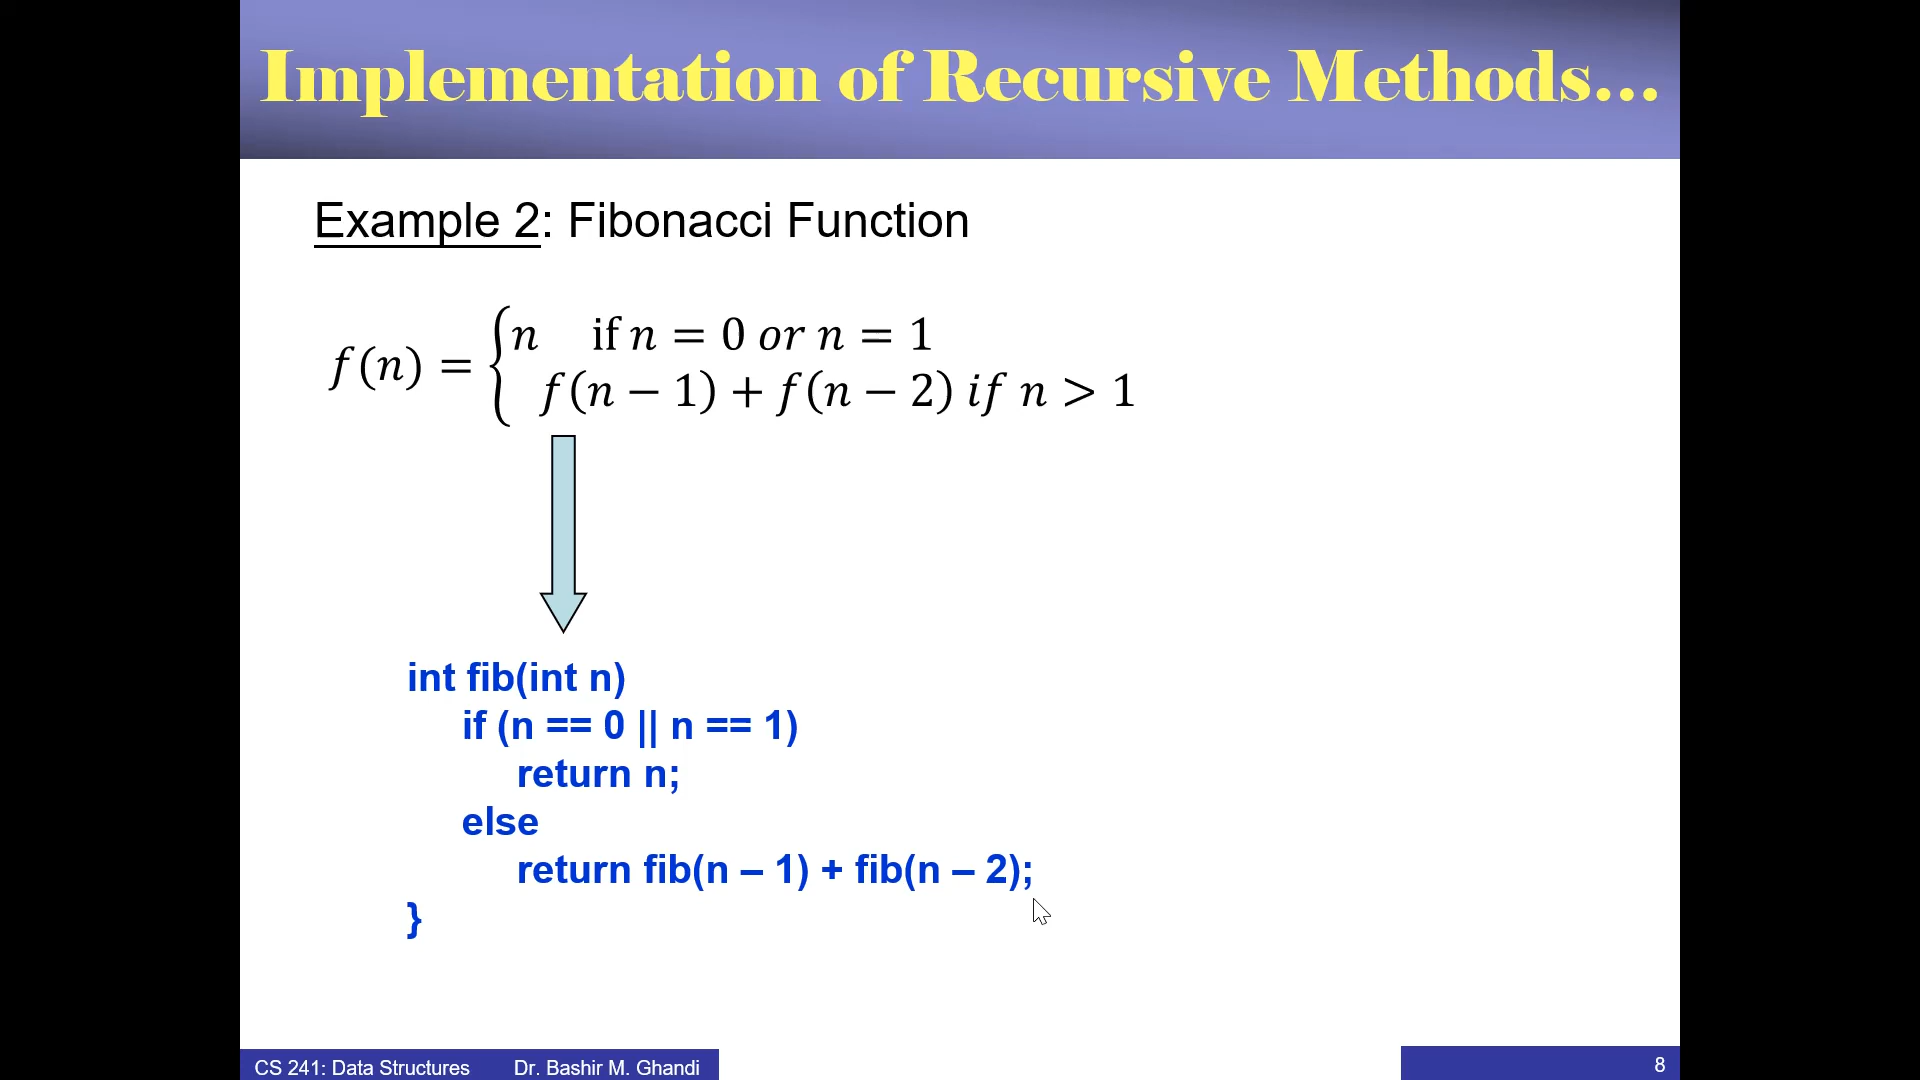 Implementation of Recursive Methods...
Example 2: Fibonacci Function
f(n) = { n if n = 0 or n = 1
f(n − 1) + f(n − 2) if n > 1
int fib(int n)
if (n == 0 || n == 1)
return n;
else
return fib(n – 1) + fib(n – 2);
}
CS 241: Data Structures Dr. Bashir M. Ghandi
8